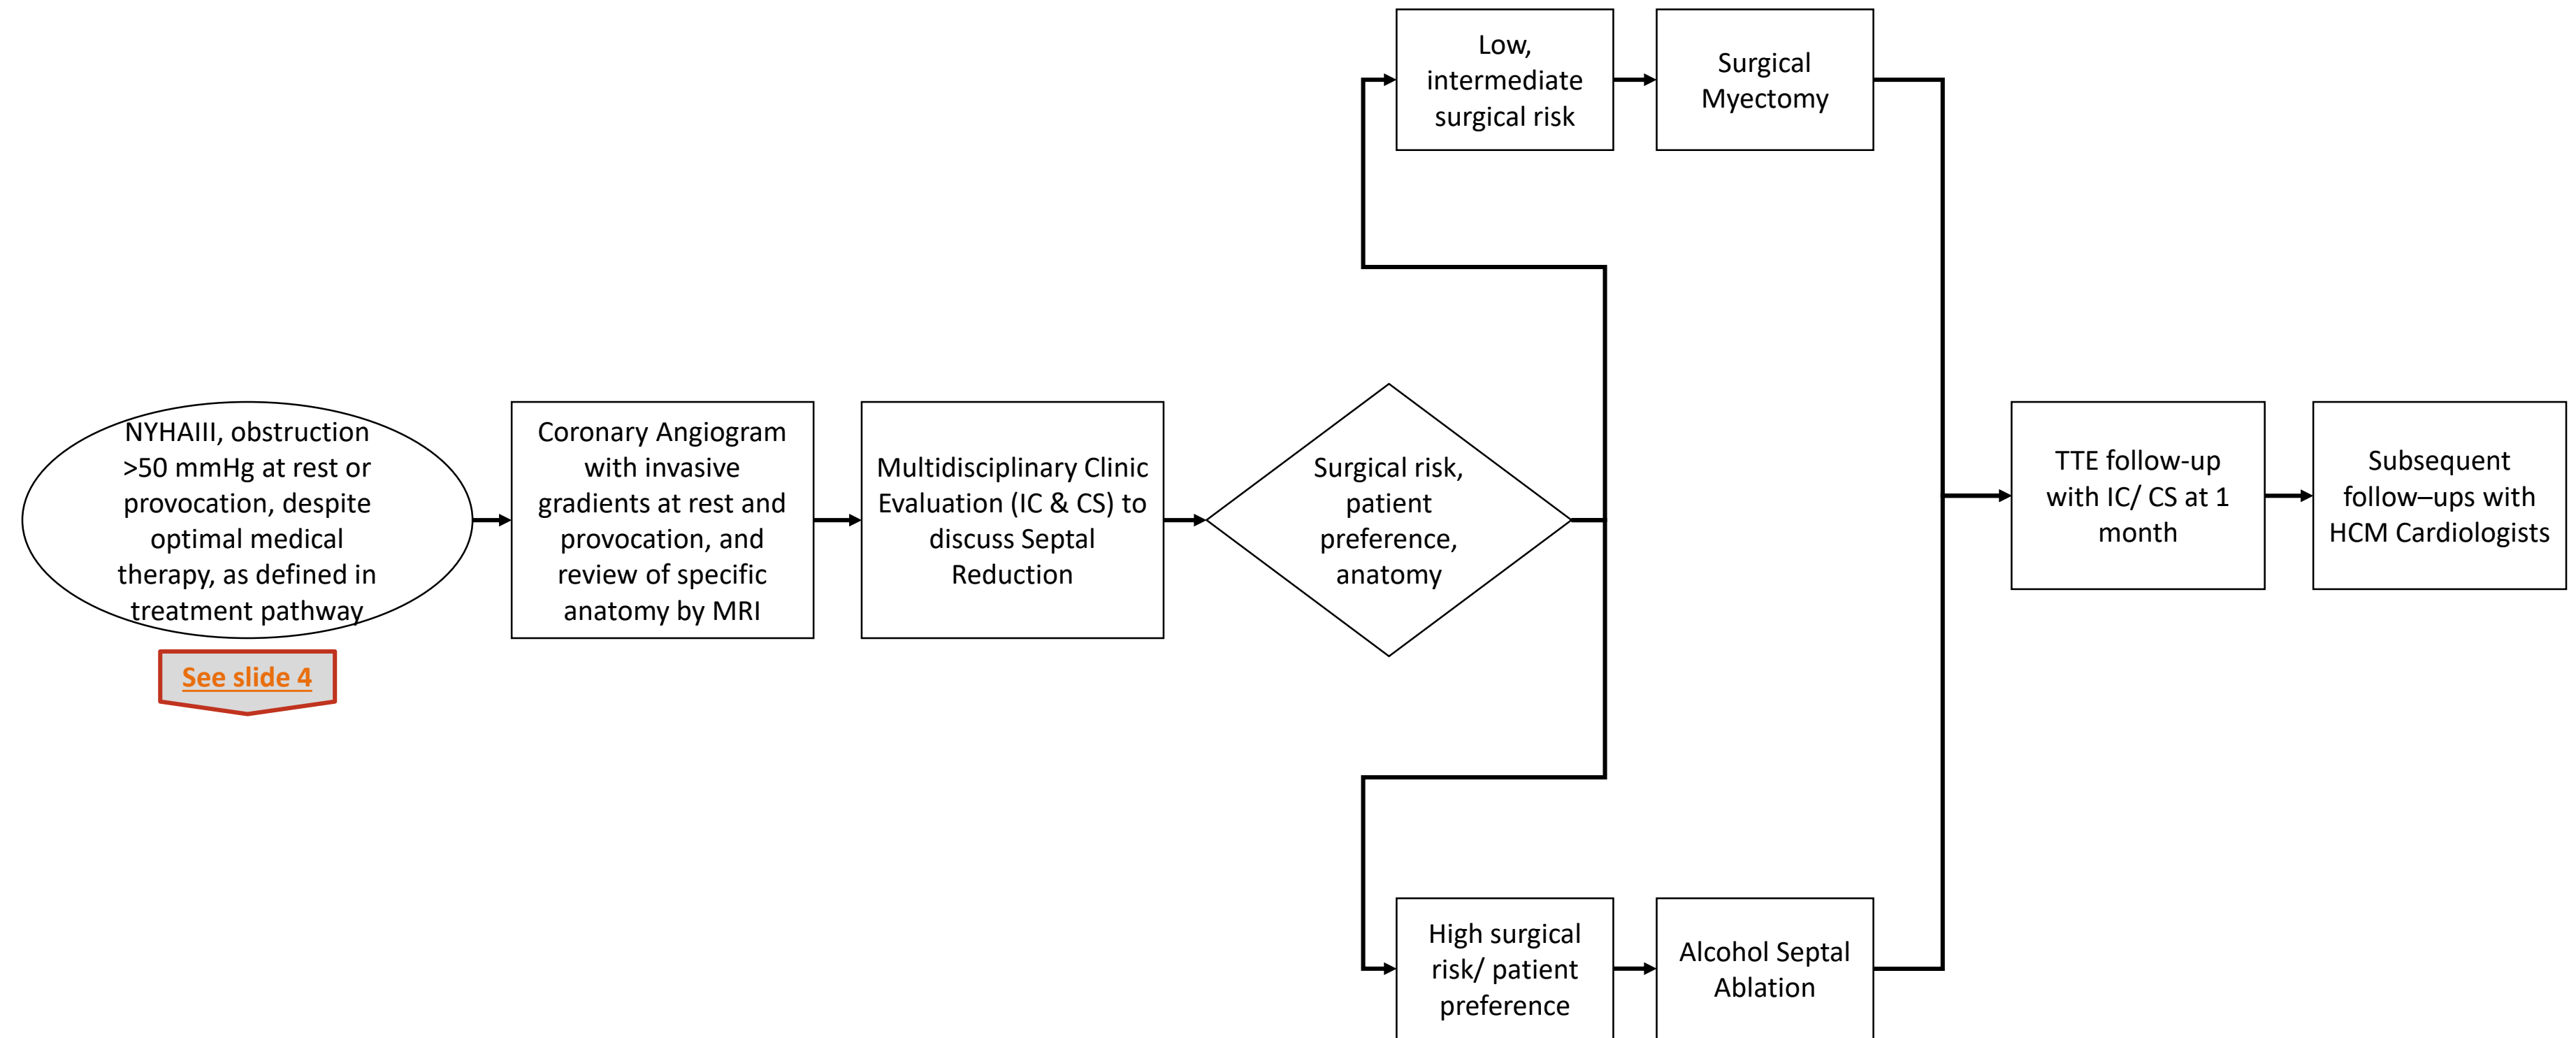 NYHAIII, obstruction
>50 mmHg at rest or
provocation, despite
optimal medical
therapy, as defined in
treatment pathway
See slide 4
Coronary Angiogram
with invasive
gradients at rest and
provocation, and
review of specific
anatomy by MRI
Multidisciplinary Clinic
Evaluation (IC & CS) to
discuss Septal
Reduction
Surgical risk,
patient
preference,
anatomy
Low,
intermediate
surgical risk
Surgical
Myectomy
High surgical
risk/ patient
preference
Alcohol Septal
Ablation
TTE follow-up
with IC/ CS at 1
month
Subsequent
follow–ups with
HCM Cardiologists